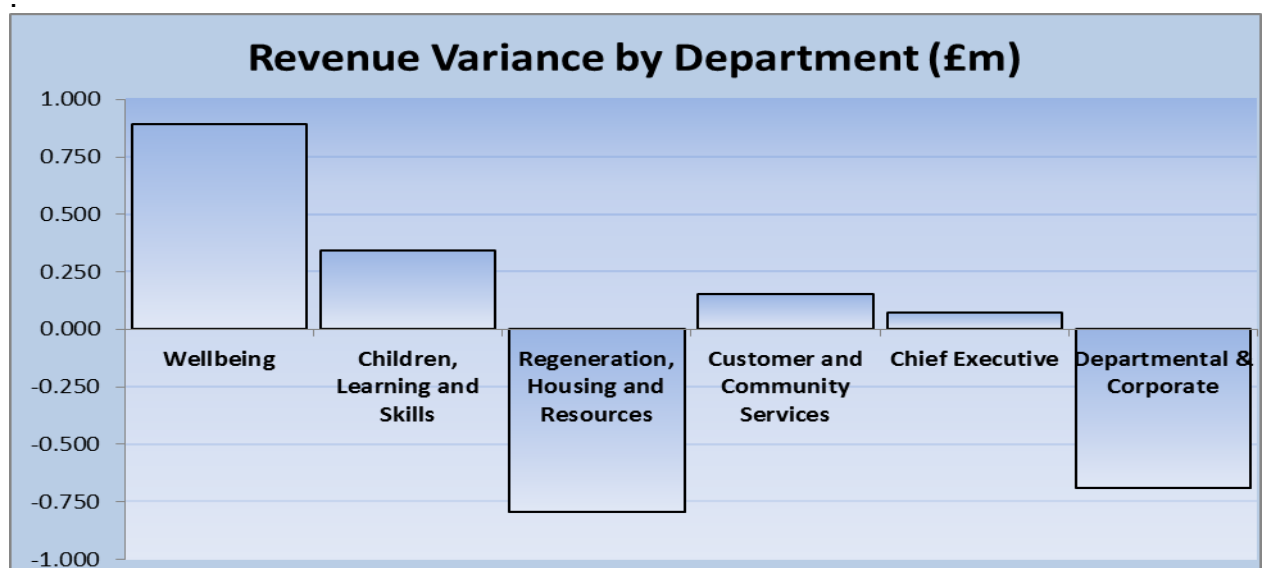 .
Revenue Variance by Department (£m)
1.000
0.750
0.500
0.250
0.000
-0.250
-0.500
-0.750
-1.000
Wellbeing
Children,
Learning and
Skills
Regeneration,
Housing and
Resources
Customer and
Community
Services
Chief Executive
Departmental &
Corporate